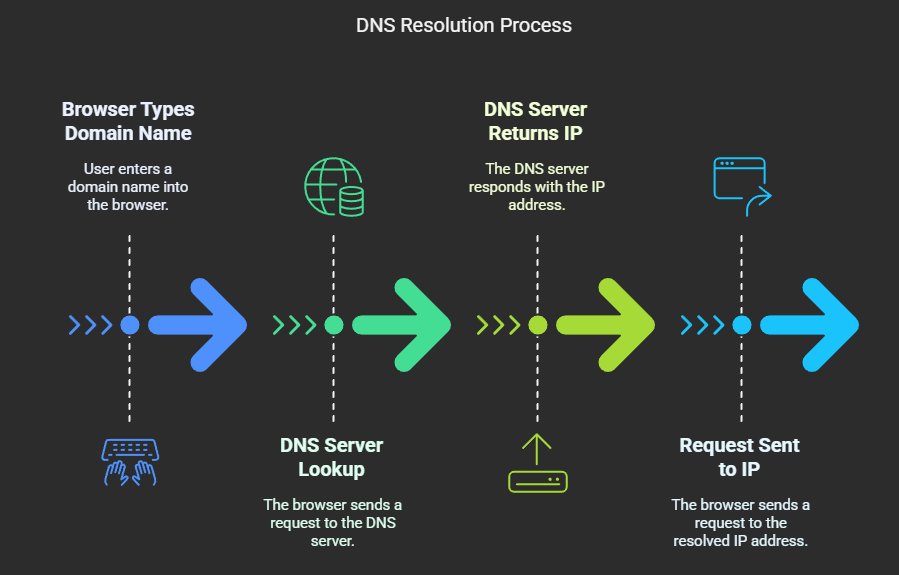 DNS Resolution Process
Browser Types
Domain Name
User enters a
domain name into
the browser.
DNS Server
Lookup
The browser sends a
request to the DNS
server.
DNS Server
Returns IP
The DNS server
responds with the IP
address.
Request Sent
to IP
The browser sends a
request to the
resolved IP address.